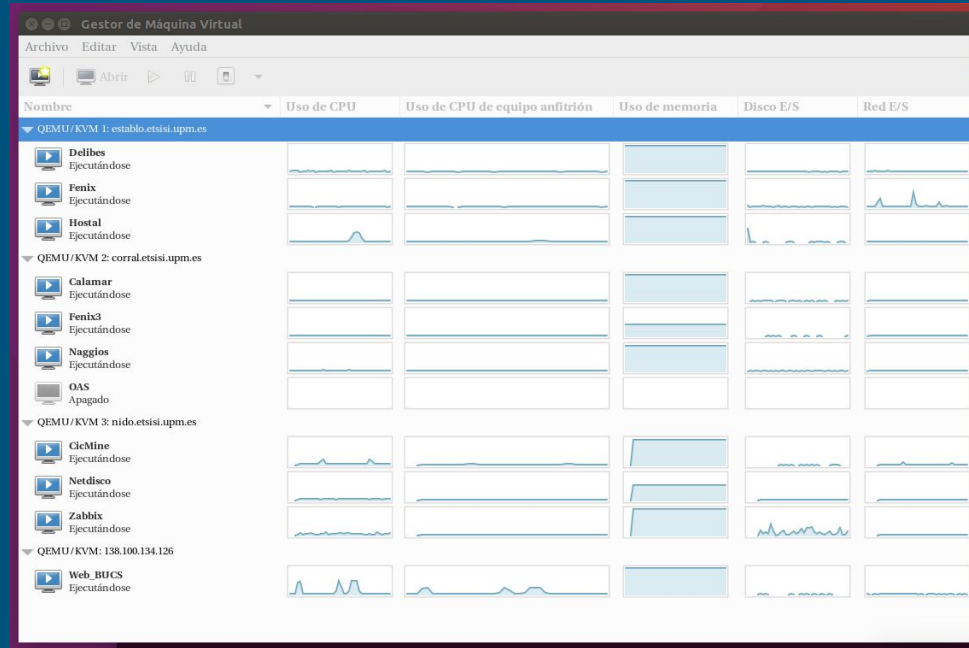 Gestor de Máquina Virtual
Archivo Editar Vista Ayuda
Abrir
Nombre Uso de CPU Uso de CPU de equipo anfitrión Uso de memoria Disco E/S Red E/S
QEMU/KVM 1: establo.etsisi.upm.es
Delibes
Ejecutándose
Fenix
Ejecutándose
Hostal
Ejecutándose
QEMU/KVM 2: corral.etsisi.upm.es
Calamar
Ejecutándose
Fenix3
Ejecutándose
Naggios
Ejecutándose
OAS
Apagado
QEMU/KVM 3: nido.etsisi.upm.es
CicMine
Ejecutándose
Netdisco
Ejecutándose
Zabbix
Ejecutándose
QEMU/KVM: 138.100.134.126
Web_BUCS
Ejecutándose